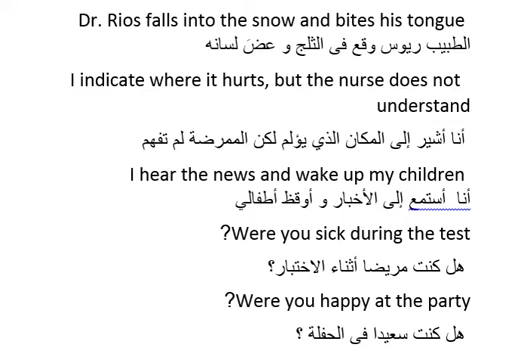 Dr. Rios falls into the snow and bites his tongue
الطبيب ريوس وقع في الثلج و عضَ لسانه
I indicate where it hurts, but the nurse does not
understand
أنا أشير إلى المكان الذي يؤلم لكن الممرضة لم تفهم
I hear the news and wake up my children
أنا أستمع إلى الأخبار و أوقظ أطفالي
?Were you sick during the test
هل كنت مريضا أثناء الاختبار؟
?Were you happy at the party
هل كنت سعيدا في الحفلة ؟